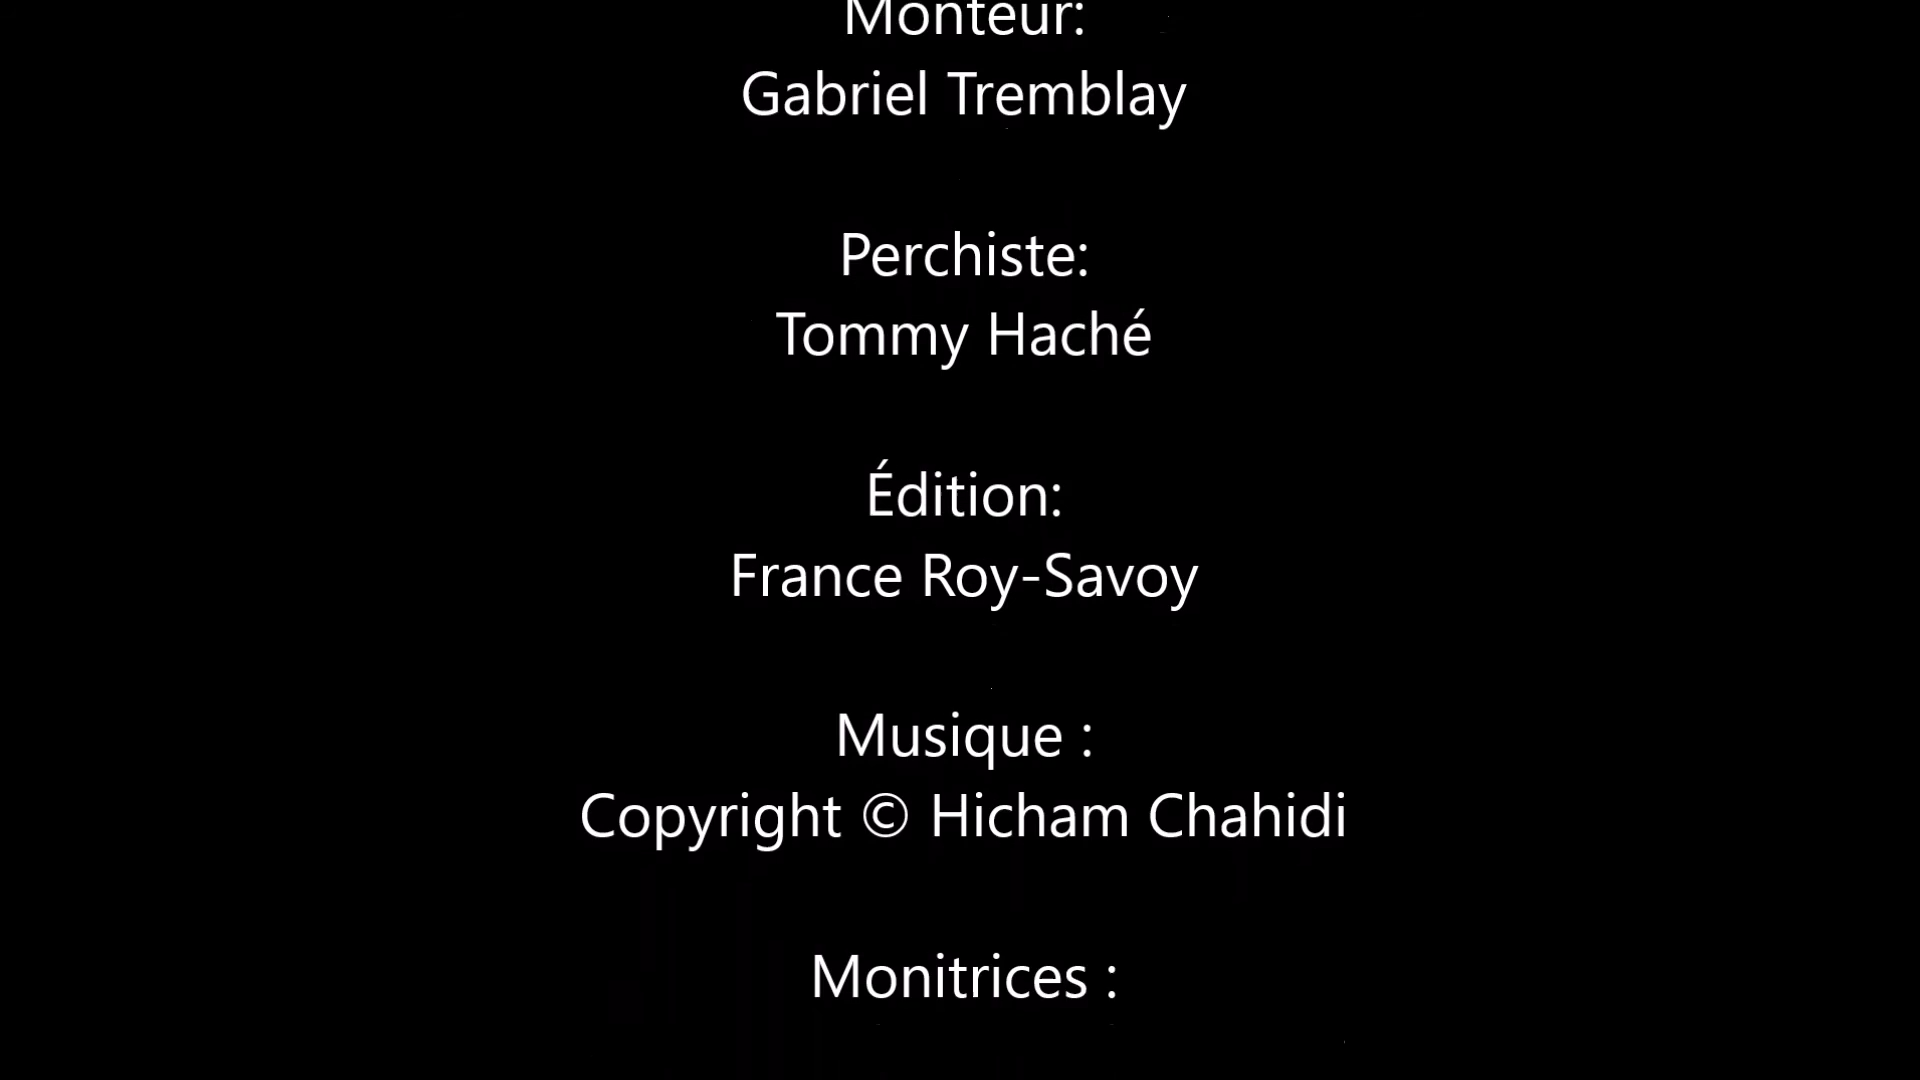 Monteur:
Gabriel Tremblay
Perchiste:
Tommy Haché
Édition:
France Roy-Savoy
Musique :
Copyright © Hicham Chahidi
Monitrices :